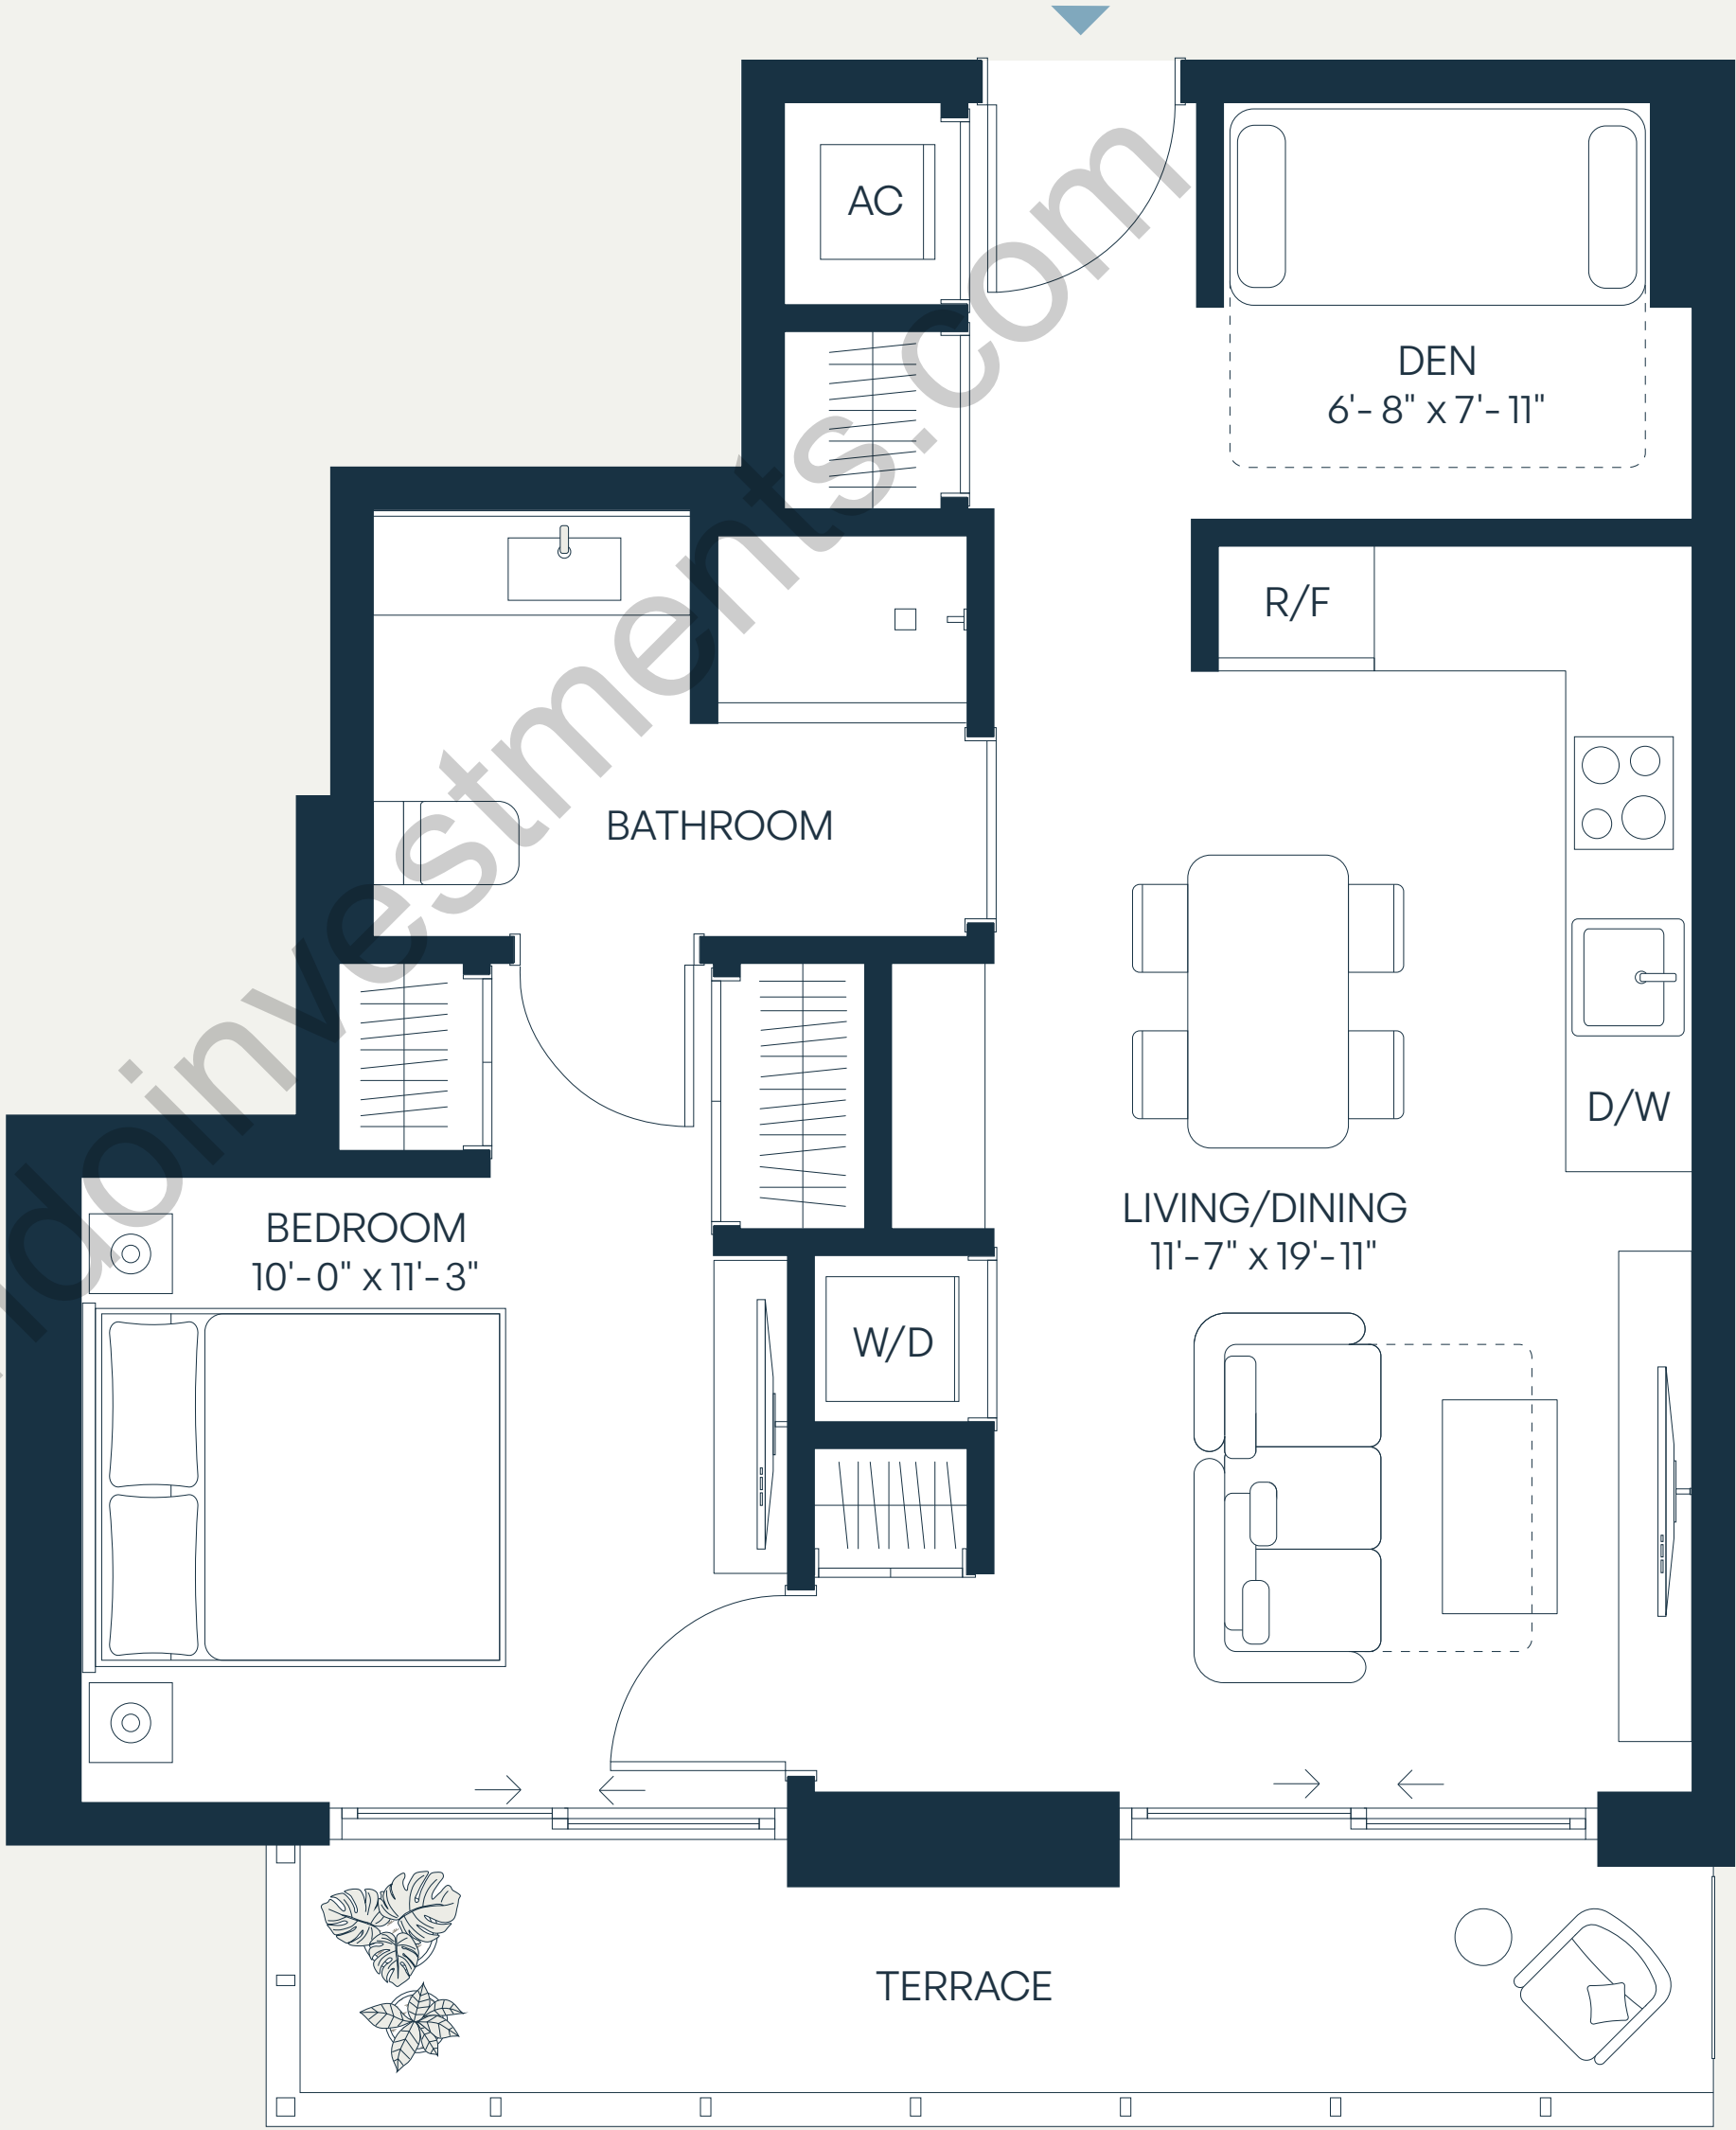 AC
DEN
6'- 8" x 7'- 11"
R/F
BATHROOM
D/W
LIVING/DINING
11'-7" x 19'-11"
BEDROOM
10'-0" x 11'-3"
W/D
TERRACE
doinvestments.com